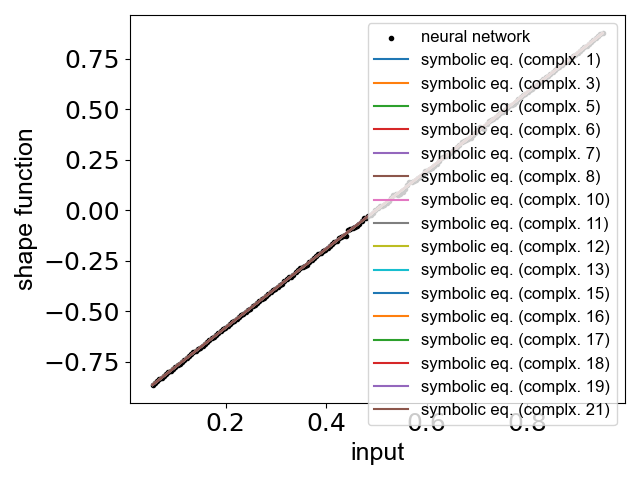 0.75
0.50
0.25
0.00
−0.25
−0.50
−0.75
shape function
neural network
symbolic eq. (complx. 1)
symbolic eq. (complx. 3)
symbolic eq. (complx. 5)
symbolic eq. (complx. 6)
symbolic eq. (complx. 7)
symbolic eq. (complx. 8)
symbolic eq. (complx. 10)
symbolic eq. (complx. 11)
symbolic eq. (complx. 12)
symbolic eq. (complx. 13)
symbolic eq. (complx. 15)
symbolic eq. (complx. 16)
symbolic eq. (complx. 17)
symbolic eq. (complx. 18)
symbolic eq. (complx. 19)
symbolic eq. (complx. 21)
0.2 0.4 0.6 0.8
input